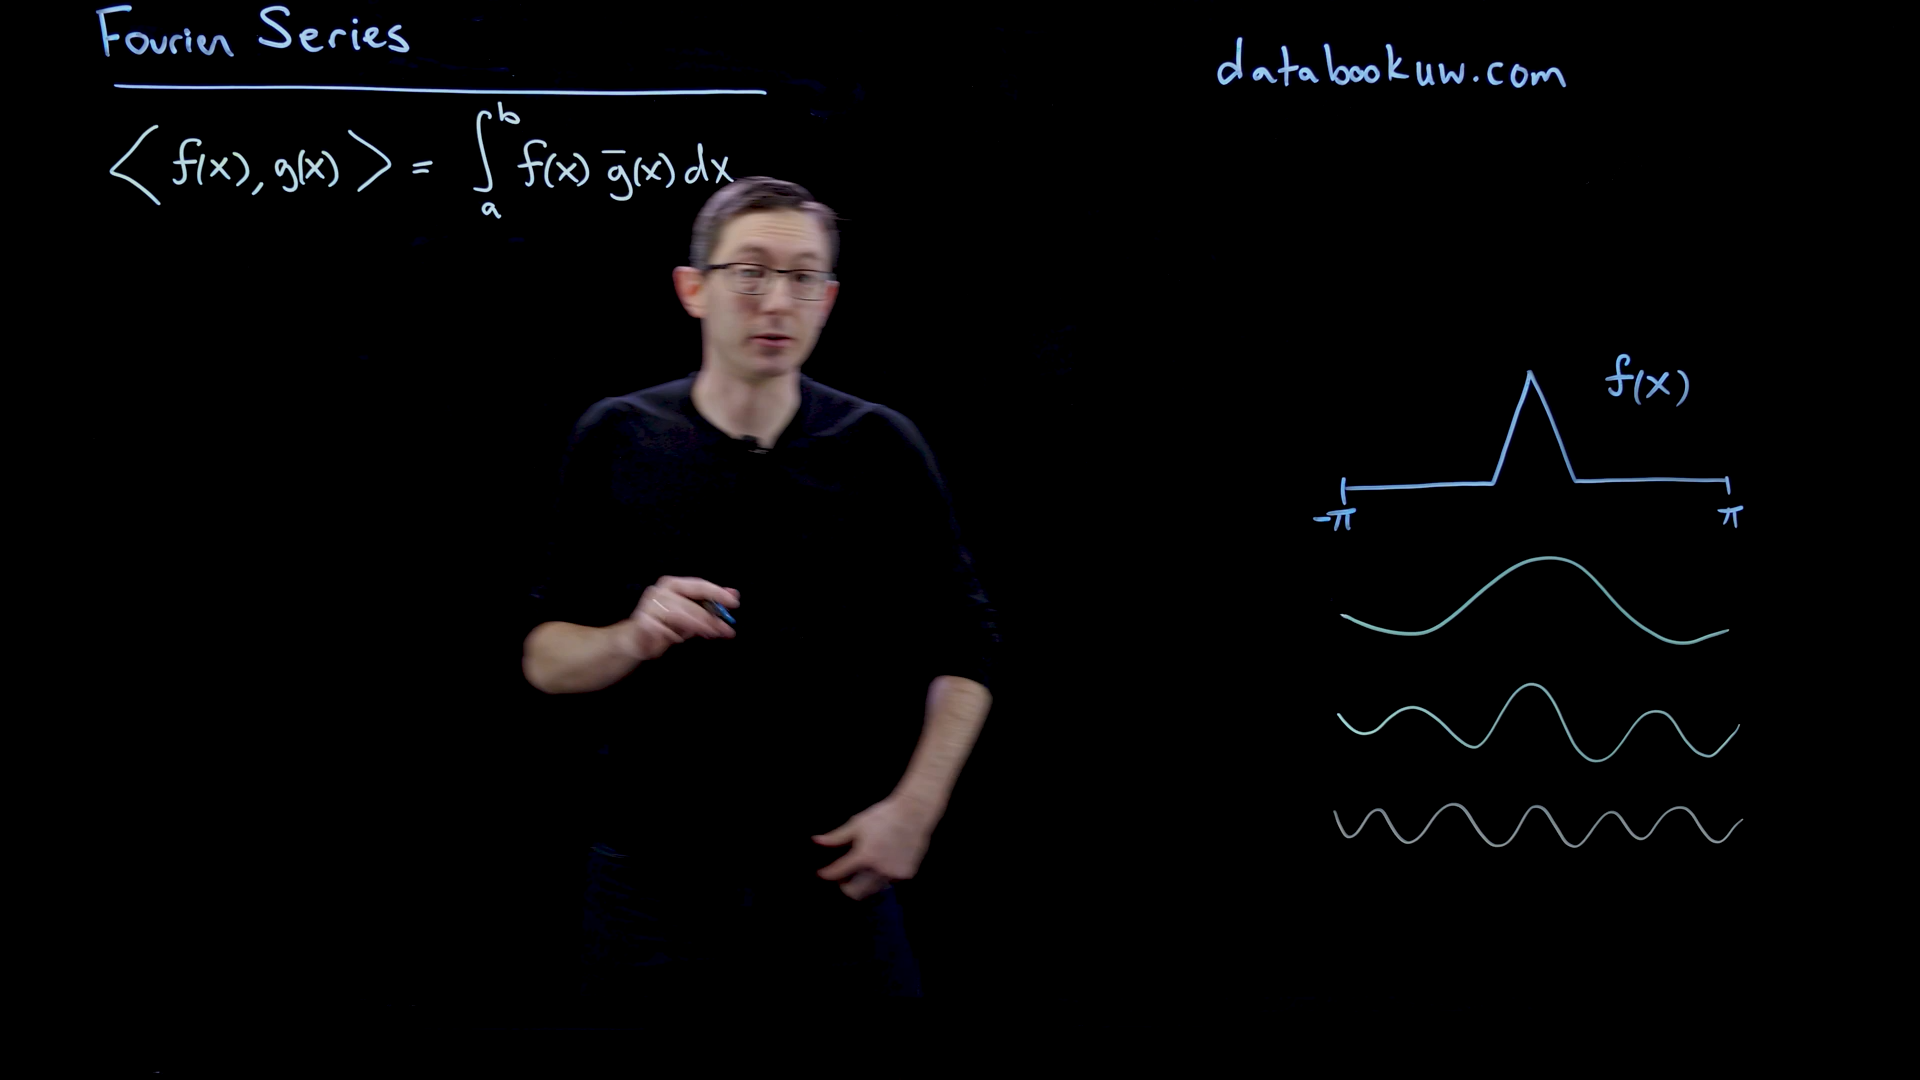 Fourier Series
databookuw.com
⟨f(x), g(x)⟩ = ∫_a^b f(x) g̅(x) dx
f(x)
-π π